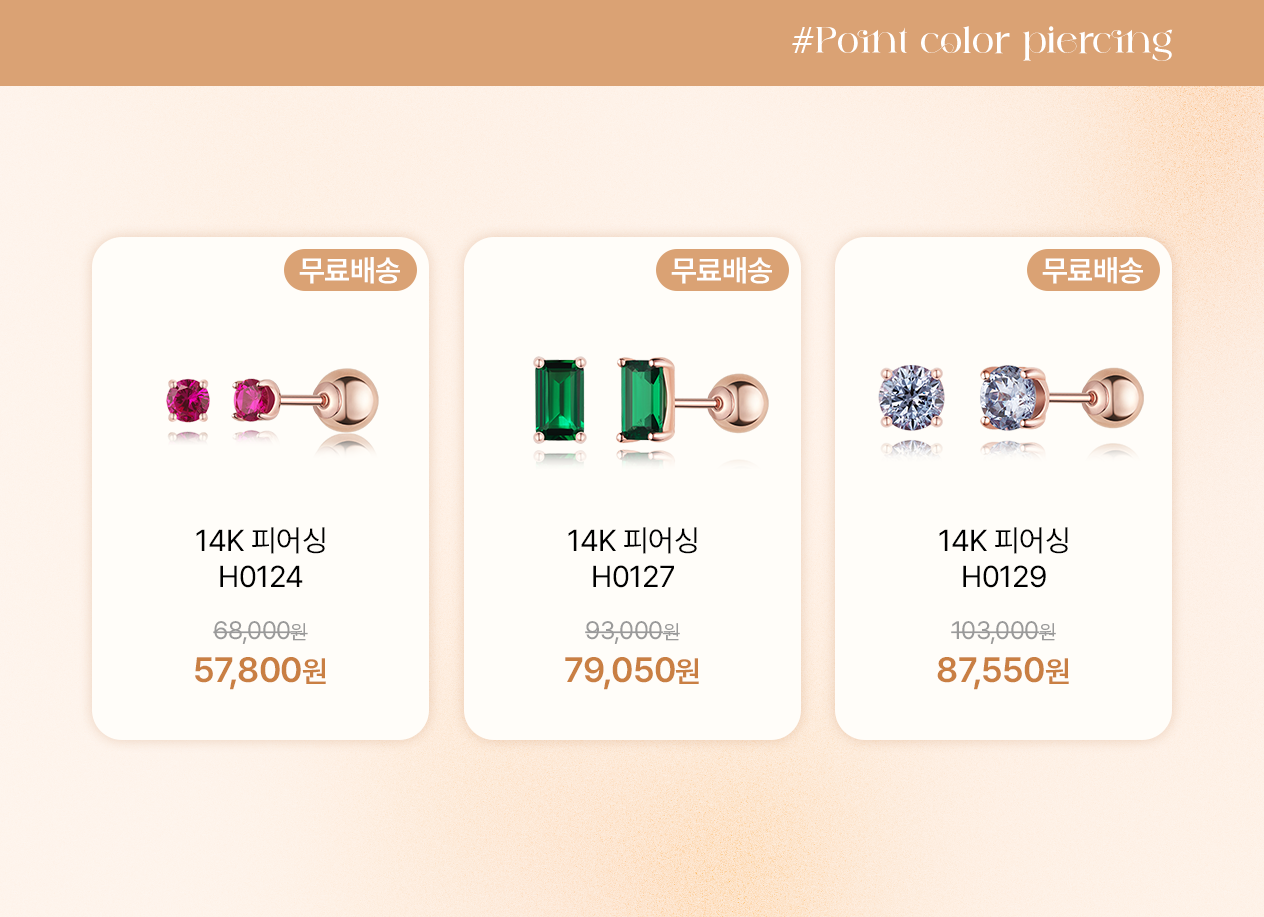 #Point color piercing
무료배송
14K 피어싱
H0124
68,000원
57,800원
무료배송
14K 피어싱
H0127
93,000원
79,050원
무료배송
14K 피어싱
H0129
103,000원
87,550원